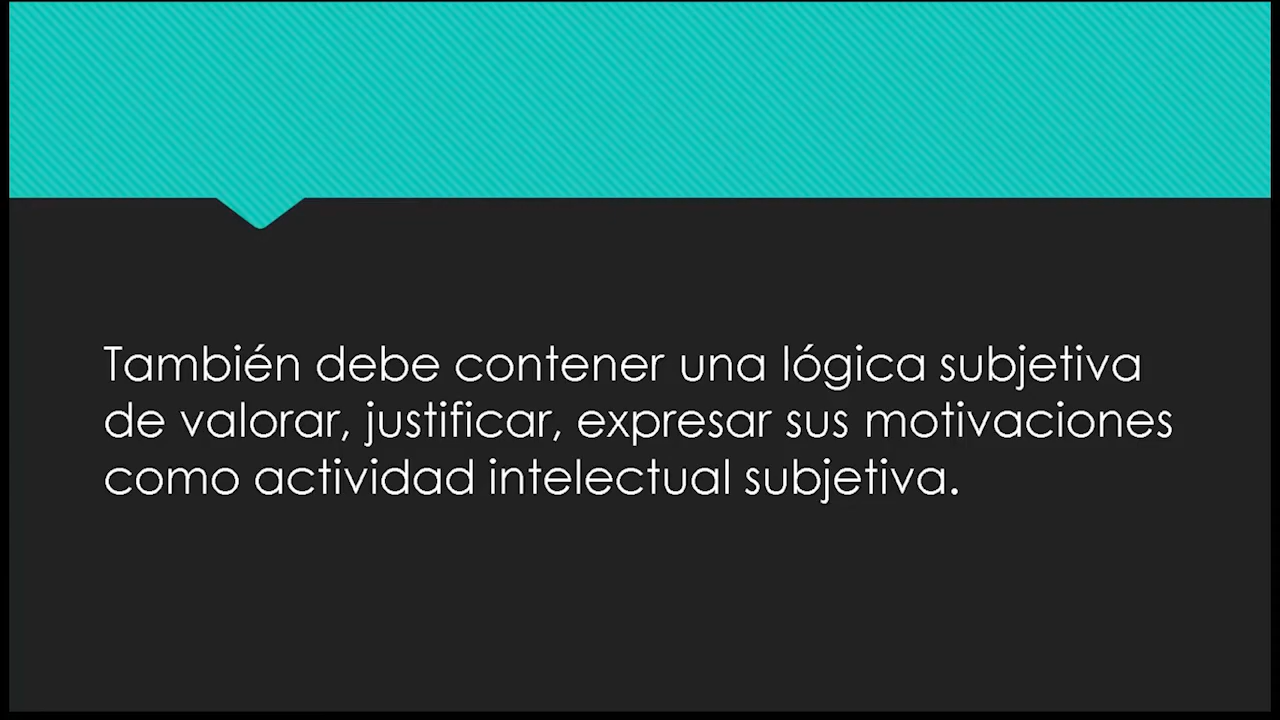 También debe contener una lógica subjetiva
de valorar, justificar, expresar sus motivaciones
como actividad intelectual subjetiva.